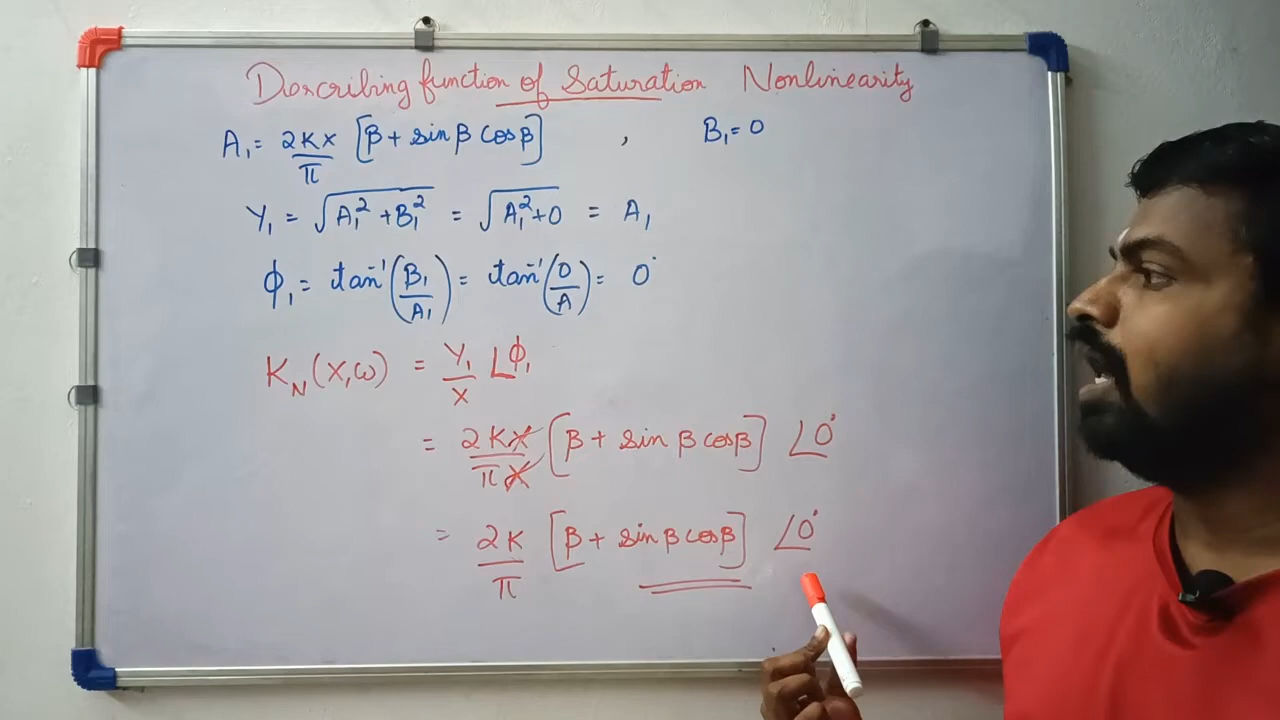 Describing function of Saturation Nonlinearity
A₁ = 2KX/π [β + sin β cos β] , B₁ = 0
Y₁ = √(A₁² + B₁²) = √(A₁² + 0) = A₁
ϕ₁ = tan⁻¹(B₁/A₁) = tan⁻¹(0/A) = 0°
K_N(X,ω) = Y₁/X ∠ϕ₁
= 2KX/πX [β + sin β cos β] ∠0°
= 2K/π [β + sin β cos β] ∠0°